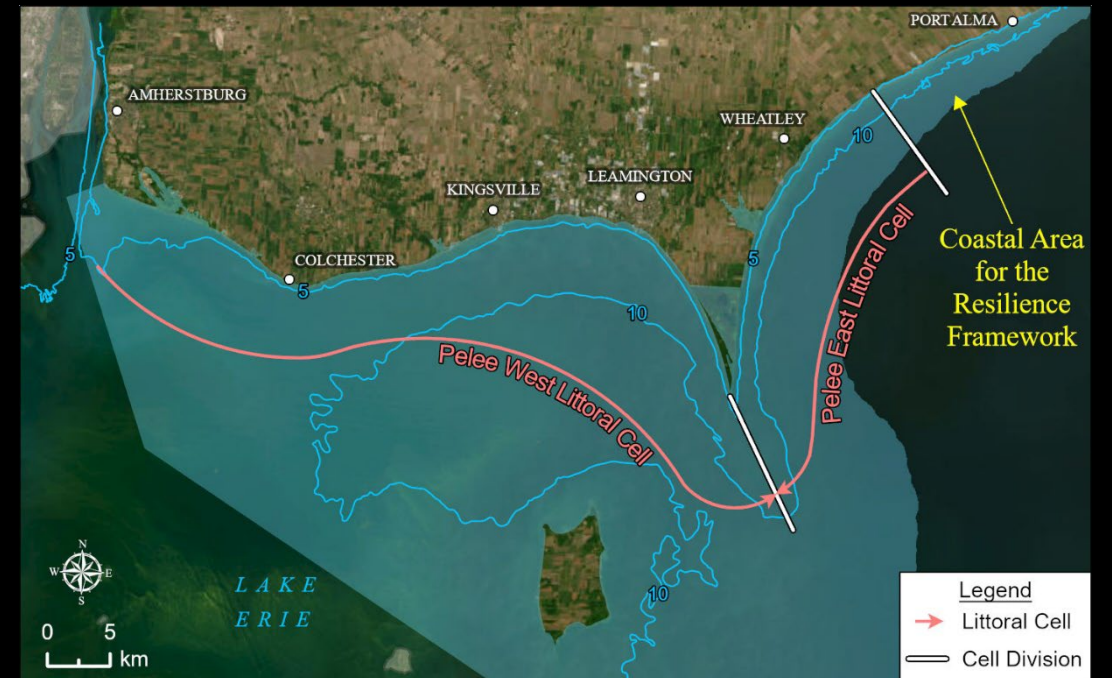 PORT ALMA
AMHERSTBURG
WHEATLEY
10
LEAMINGTON
KINGSVILLE
Coastal Area
for the
Resilience
Framework
5
5
COLCHESTER
5
10
Pelee East Littoral Cell
Pelee West Littoral Cell
N
W
E
S
LAKE
ERIE
10
0 5
km
Legend
Littoral Cell
Cell Division